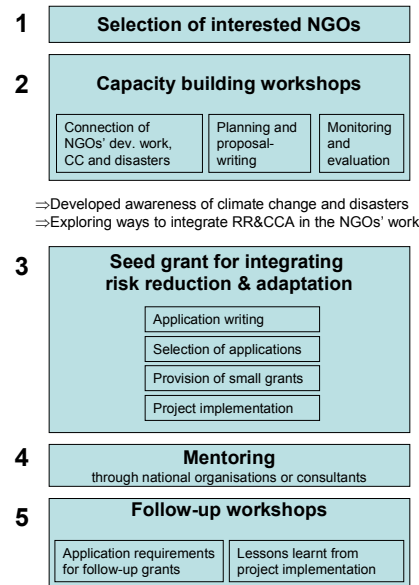 1
Selection of interested NGOs
2
Capacity building workshops
Connection of
NGOs' dev. work,
CC and disasters
Planning and
proposal-
writing
Monitoring
and
evaluation
⇒Developed awareness of climate change and disasters
⇒Exploring ways to integrate RR&CCA in the NGOs' work
3
Seed grant for integrating
risk reduction & adaptation
Application writing
Selection of applications
Provision of small grants
Project implementation
4
Mentoring
through national organisations or consultants
5
Follow-up workshops
Application requirements
for follow-up grants
Lessons learnt from
project implementation